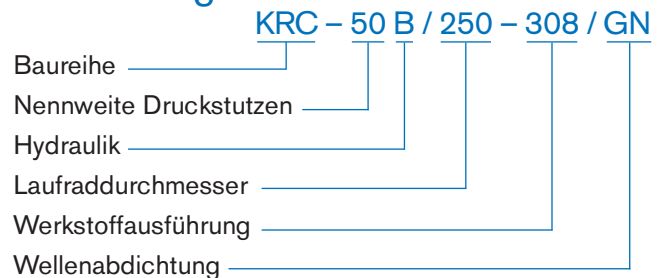 KRC – 50 B / 250 – 308 / GN
Baureihe
Nennweite Druckstutzen
Hydraulik
Laufraddurchmesser
Werkstoffausführung
Wellenabdichtung